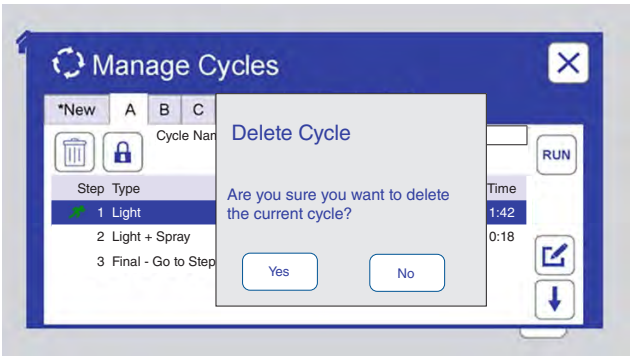 Manage Cycles
*New A B C
Cycle Nam
Delete Cycle
RUN
Step Type Time
Are you sure you want to delete
the current cycle?
1 Light 1:42
2 Light + Spray 0:18
3 Final - Go to Step
Yes No